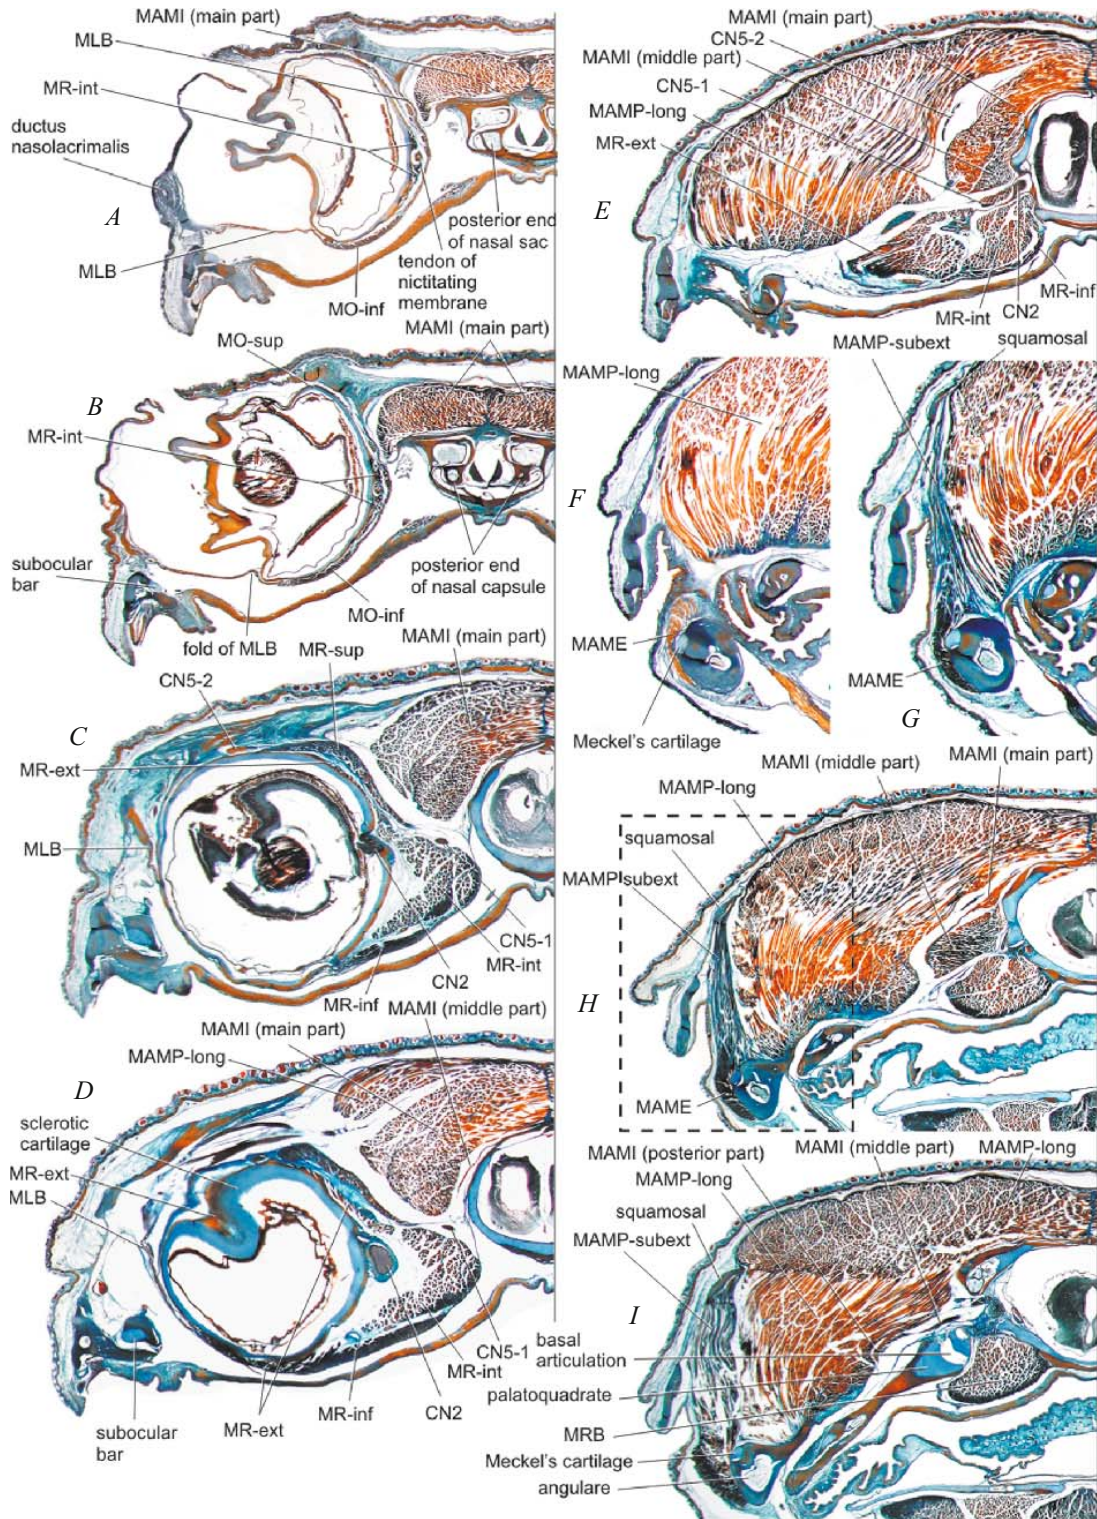 MAMI (main part)
MLB
MR-int
ductus
nasolacrimalis
A
MLB
posterior end
of nasal sac
tendon of
nictitating
membrane
MO-inf
MO-sup
MAMI (main part)
B
MR-int
subocular
bar
posterior end
of nasal capsule
MO-inf
fold of MLB
MR-sup
MAMI (main part)
CN5-2
C
MR-ext
MLB
CN5-1
MR-int
CN2
MR-inf
MAMI (middle part)
MAMI (main part)
MAMP-long
D
sclerotic
cartilage
MR-ext
MLB
subocular
bar
MR-ext
MR-inf
CN5-1
MR-int
CN2
MAMI (main part)
CN5-2
MAMI (middle part)
CN5-1
MAMP-long
MR-ext
E
MR-inf
MR-int
CN2
MAMP-subext
squamosal
MAMP-long
F
MAME
Meckel's cartilage
MAME
G
MAMI (middle part)
MAMI (main part)
MAMP-long
squamosal
MAMP subext
H
MAME
MAMI (posterior part)
MAMI (middle part)
MAMP-long
MAMP-long
squamosal
MAMP-subext
I
basal
articulation
palatoquadrate
MRB
Meckel's cartilage
angulare